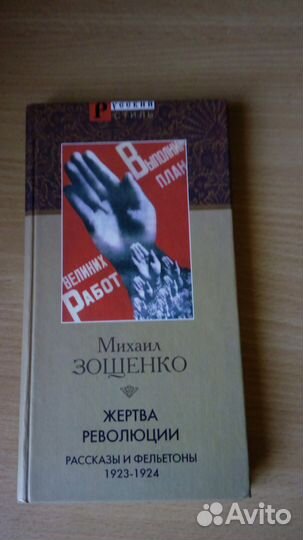 РУССКИЙ
СТИЛЬ
ВЫПОЛНИМ
ПЛАН
ВЕЛИКИХ
РАБОТ
МИХАИЛ
ЗОЩЕНКО
ЖЕРТВА
РЕВОЛЮЦИИ
РАССКАЗЫ И ФЕЛЬЕТОНЫ
1923-1924
Avito